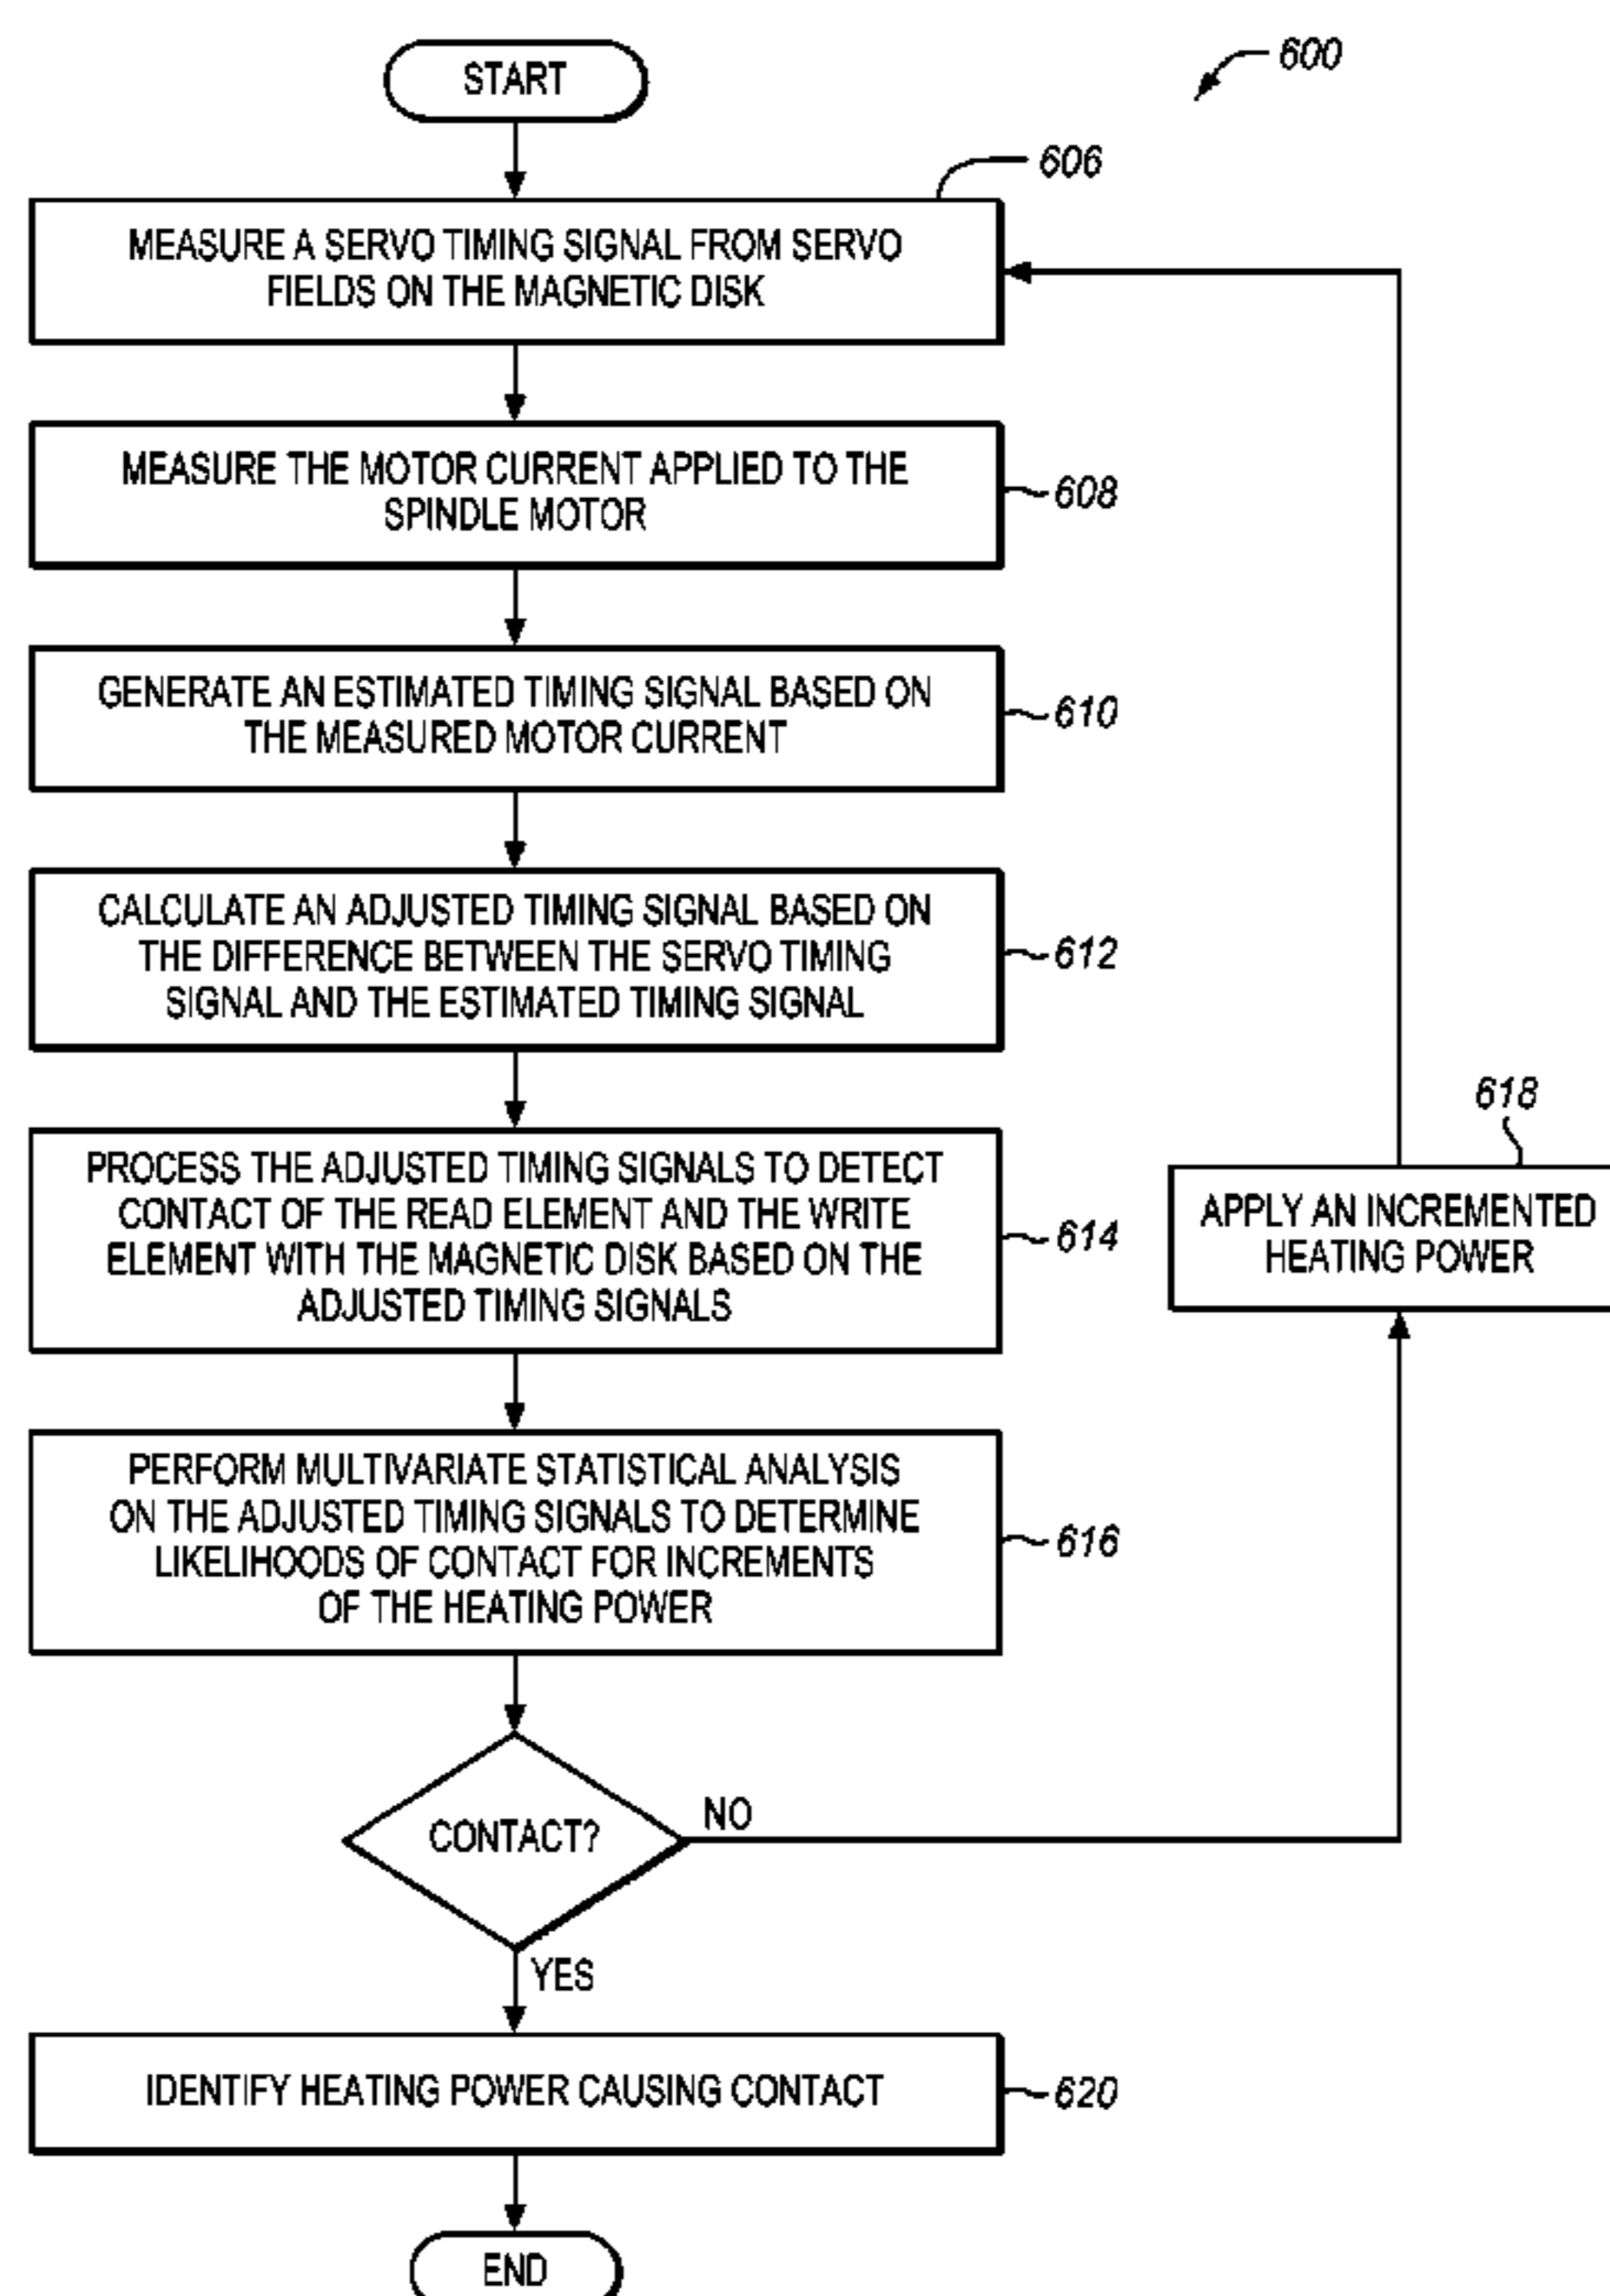 START
600
606
MEASURE A SERVO TIMING SIGNAL FROM SERVO
FIELDS ON THE MAGNETIC DISK
MEASURE THE MOTOR CURRENT APPLIED TO THE
SPINDLE MOTOR
608
GENERATE AN ESTIMATED TIMING SIGNAL BASED ON
THE MEASURED MOTOR CURRENT
610
CALCULATE AN ADJUSTED TIMING SIGNAL BASED ON
THE DIFFERENCE BETWEEN THE SERVO TIMING
SIGNAL AND THE ESTIMATED TIMING SIGNAL
612
PROCESS THE ADJUSTED TIMING SIGNALS TO DETECT
CONTACT OF THE READ ELEMENT AND THE WRITE
ELEMENT WITH THE MAGNETIC DISK BASED ON THE
ADJUSTED TIMING SIGNALS
614
618
APPLY AN INCREMENTED
HEATING POWER
PERFORM MULTIVARIATE STATISTICAL ANALYSIS
ON THE ADJUSTED TIMING SIGNALS TO DETERMINE
LIKELIHOODS OF CONTACT FOR INCREMENTS
OF THE HEATING POWER
616
CONTACT?
NO
YES
IDENTIFY HEATING POWER CAUSING CONTACT
620
END